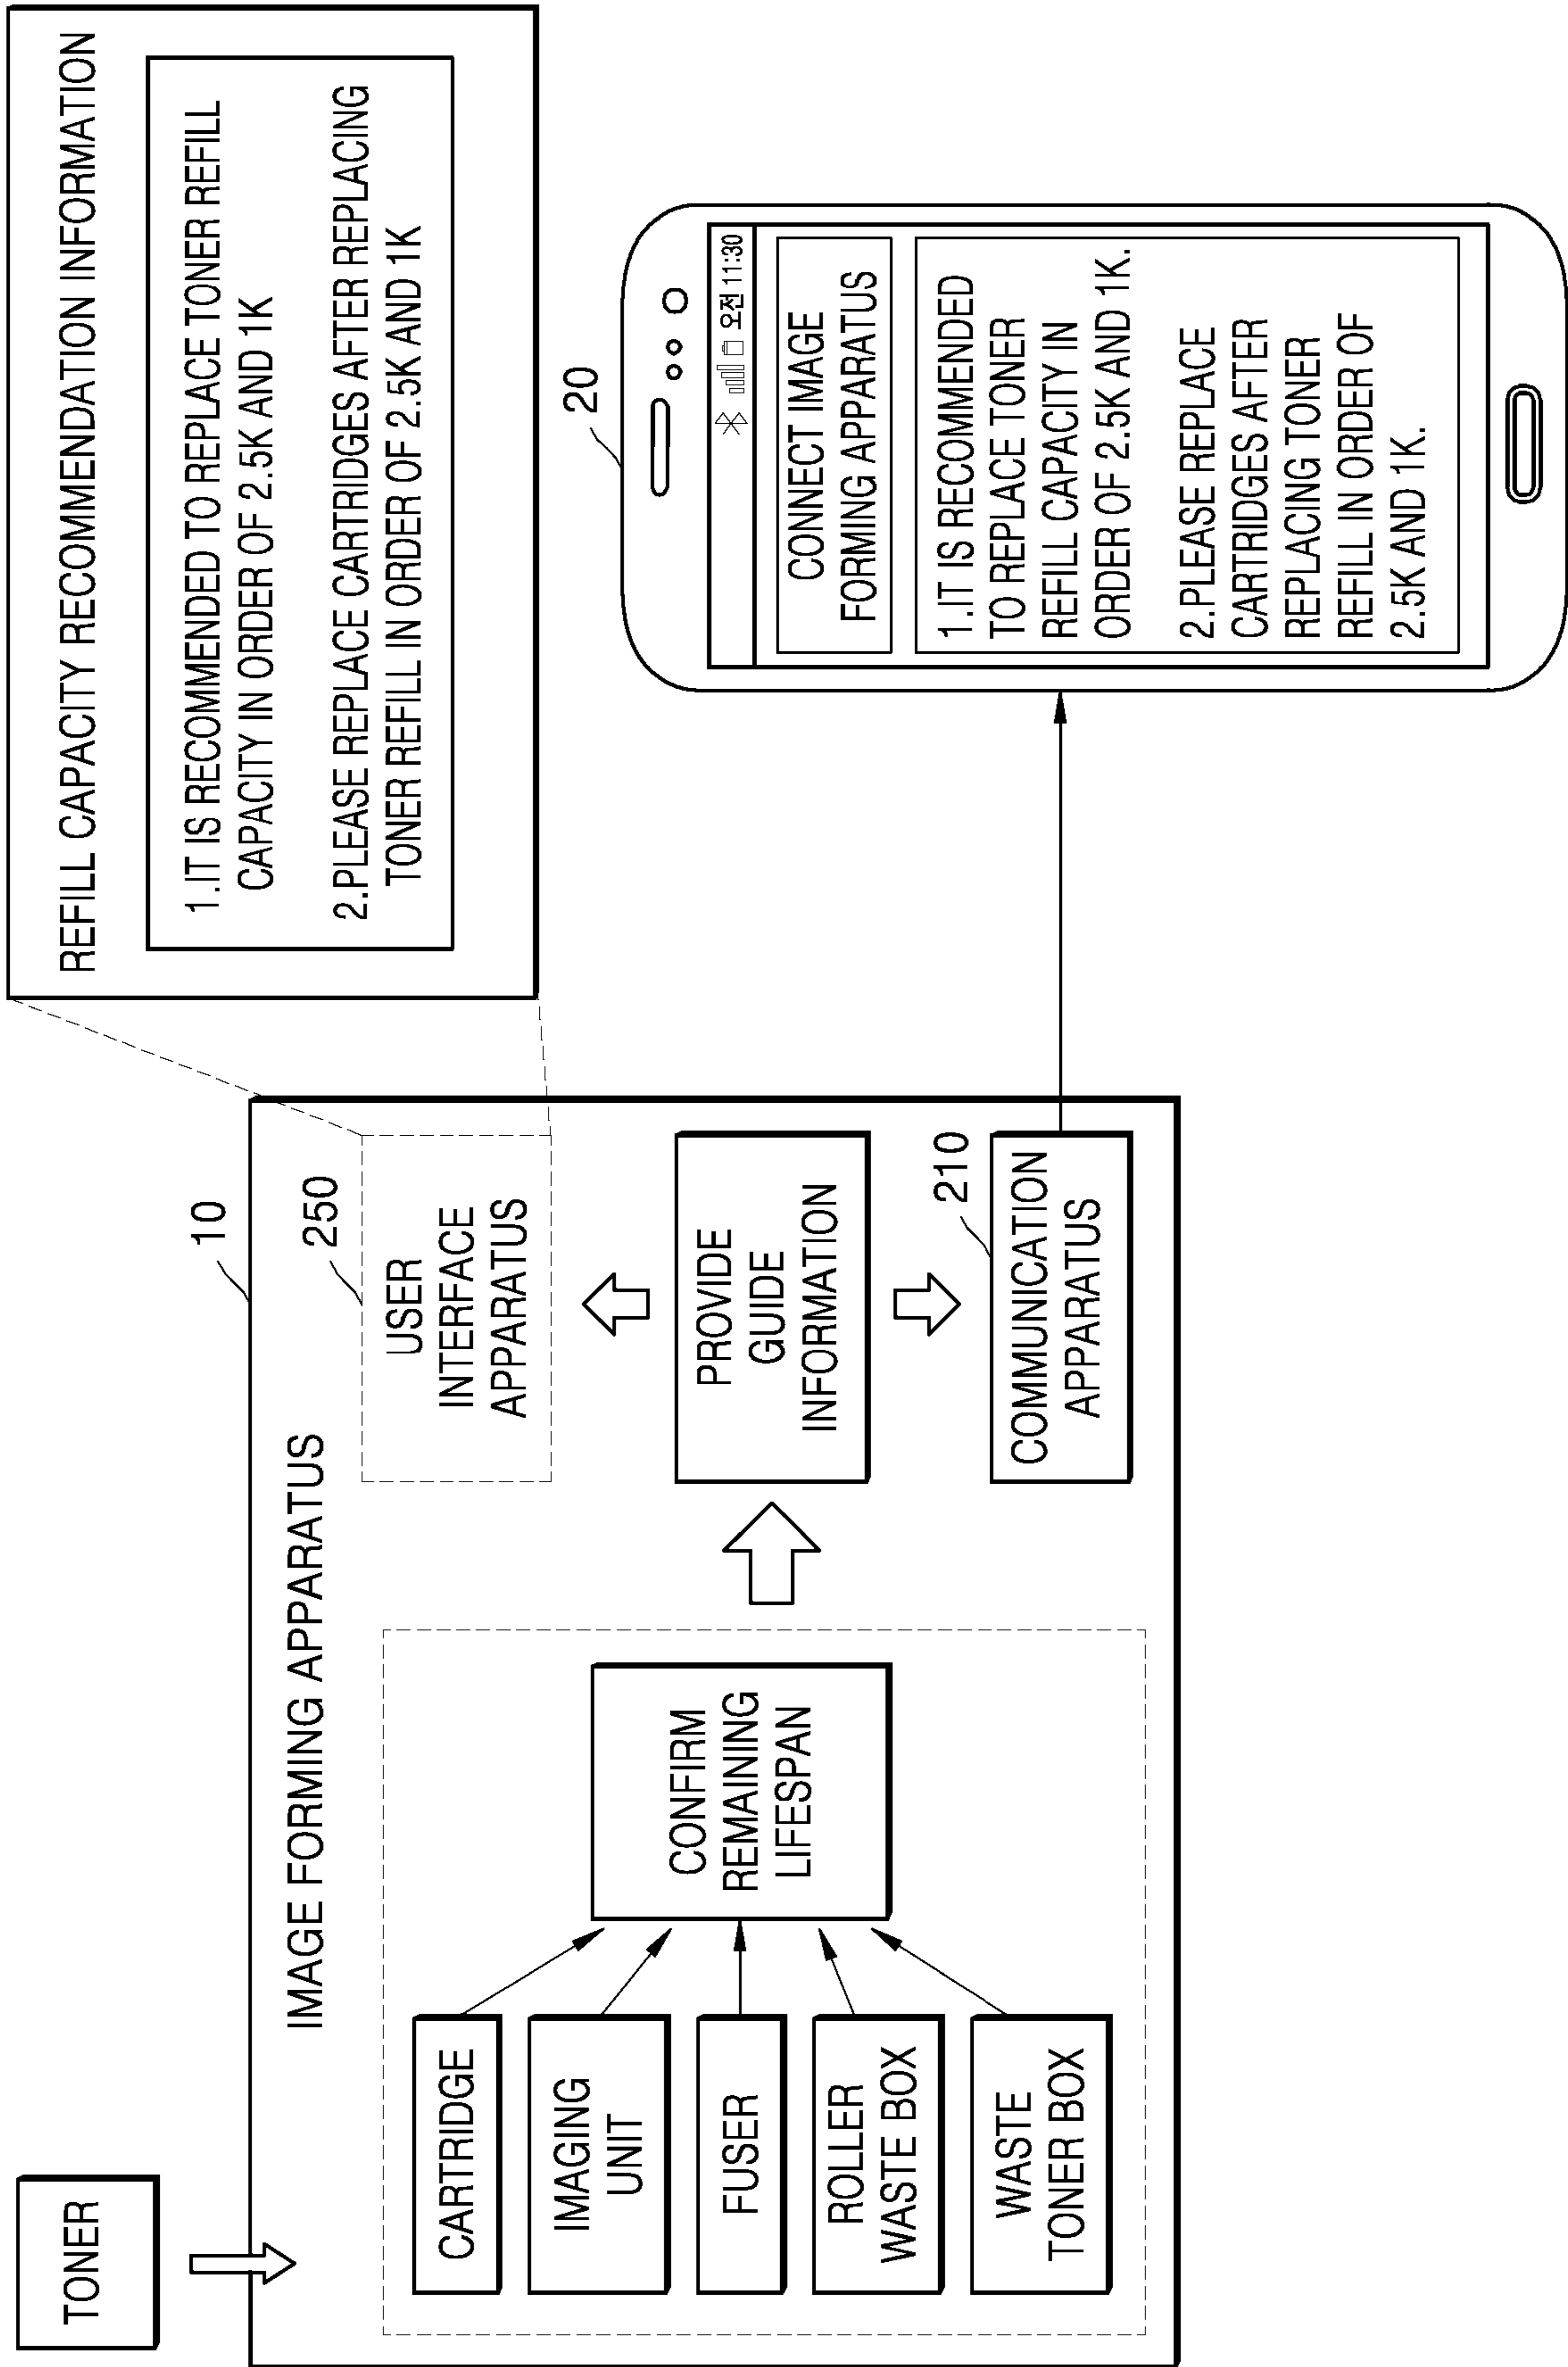 TONER
IMAGE FORMING APPARATUS
10
CARTRIDGE
IMAGING
UNIT
FUSER
ROLLER
WASTE BOX
WASTE
TONER BOX
CONFIRM
REMAINING
LIFESPAN
250
USER
INTERFACE
APPARATUS
PROVIDE
GUIDE
INFORMATION
210
COMMUNICATION
APPARATUS
REFILL CAPACITY RECOMMENDATION INFORMATION
1.IT IS RECOMMENDED TO REPLACE TONER REFILL
CAPACITY IN ORDER OF 2.5K AND 1K
2.PLEASE REPLACE CARTRIDGES AFTER REPLACING
TONER REFILL IN ORDER OF 2.5K AND 1K
20
오전 11:30
CONNECT IMAGE
FORMING APPARATUS
1.IT IS RECOMMENDED
TO REPLACE TONER
REFILL CAPACITY IN
ORDER OF 2.5K AND 1K.
2.PLEASE REPLACE
CARTRIDGES AFTER
REPLACING TONER
REFILL IN ORDER OF
2.5K AND 1K.